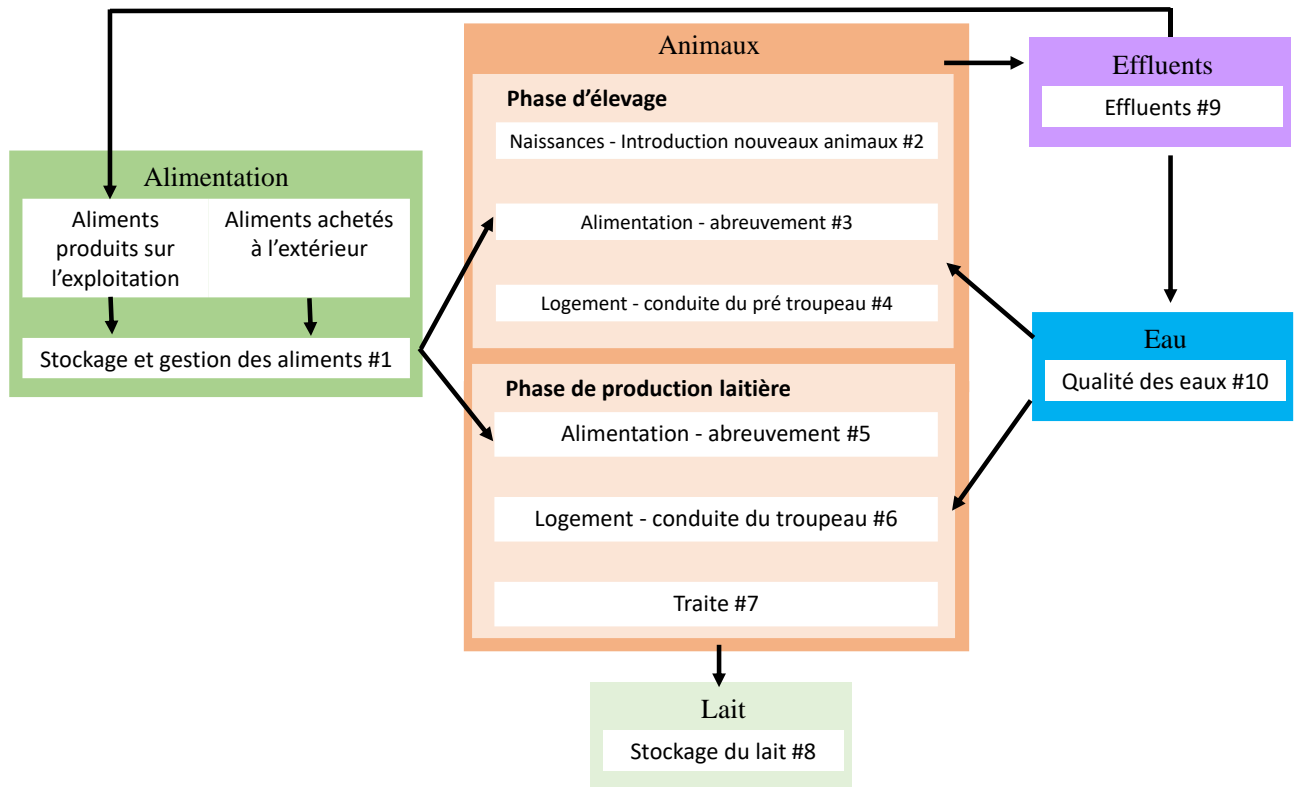 Animaux
Phase d’élevage
Naissances - Introduction nouveaux animaux #2
Alimentation - abreuvement #3
Logement - conduite du pré troupeau #4
Phase de production laitière
Alimentation - abreuvement #5
Logement - conduite du troupeau #6
Traite #7
Effluents
Effluents #9
Alimentation
Aliments
produits sur
l’exploitation
Aliments achetés
à l’extérieur
Stockage et gestion des aliments #1
Eau
Qualité des eaux #10
Lait
Stockage du lait #8